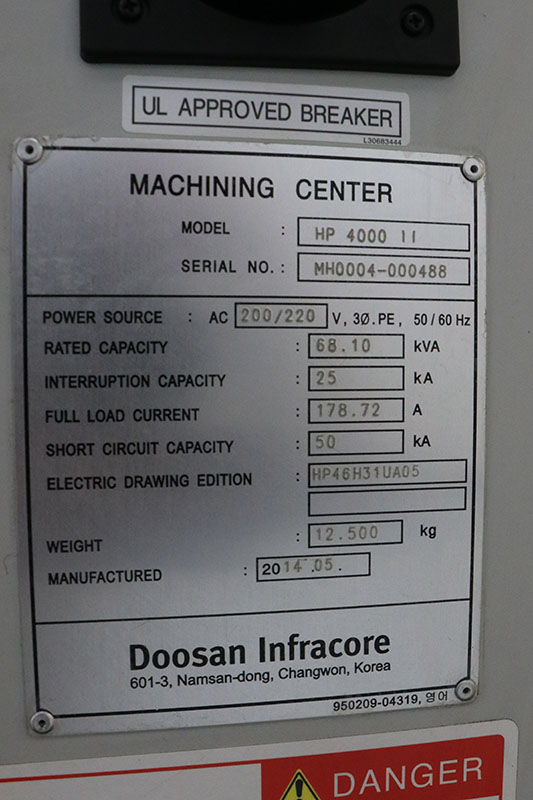 UL APPROVED BREAKER
L30683444
MACHINING CENTER
MODEL : HP 4000 II
SERIAL NO. : MH0004-000488
POWER SOURCE : AC 200/220 V, 3Ø.PE, 50/60 Hz
RATED CAPACITY : 68.10 kVA
INTERRUPTION CAPACITY : 25 kA
FULL LOAD CURRENT : 178.72 A
SHORT CIRCUIT CAPACITY : 50 kA
ELECTRIC DRAWING EDITION : HP46H31UA05
WEIGHT : 12.500 kg
MANUFACTURED : 2014.05.
Doosan Infracore
601-3, Namsan-dong, Changwon, Korea
950209-04319, 영어
DANGER